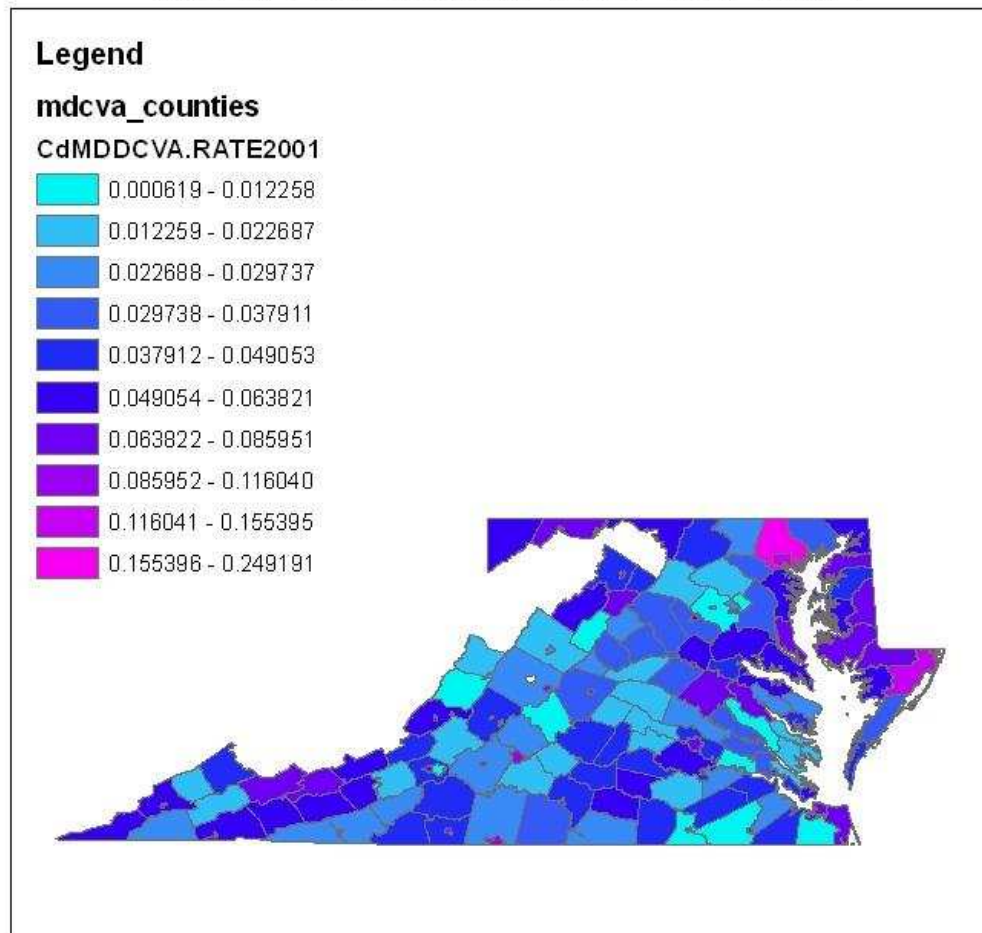 Legend
mdcva_counties
CdMDDCVA.RATE2001
0.000619 - 0.012258
0.012259 - 0.022687
0.022688 - 0.029737
0.029738 - 0.037911
0.037912 - 0.049053
0.049054 - 0.063821
0.063822 - 0.085951
0.085952 - 0.116040
0.116041 - 0.155395
0.155396 - 0.249191